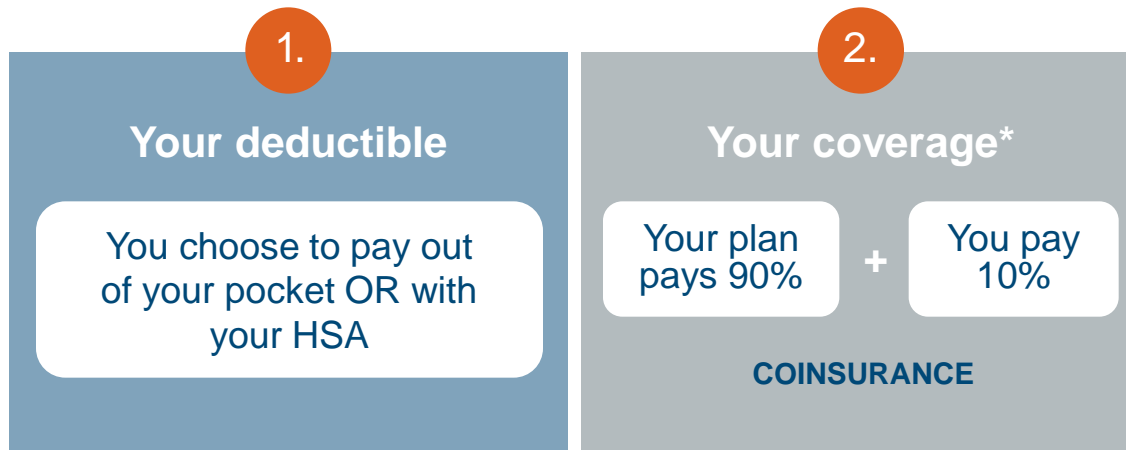 1.
Your deductible
You choose to pay out
of your pocket OR with
your HSA
2.
Your coverage*
Your plan
pays 90%
+
You pay
10%
COINSURANCE